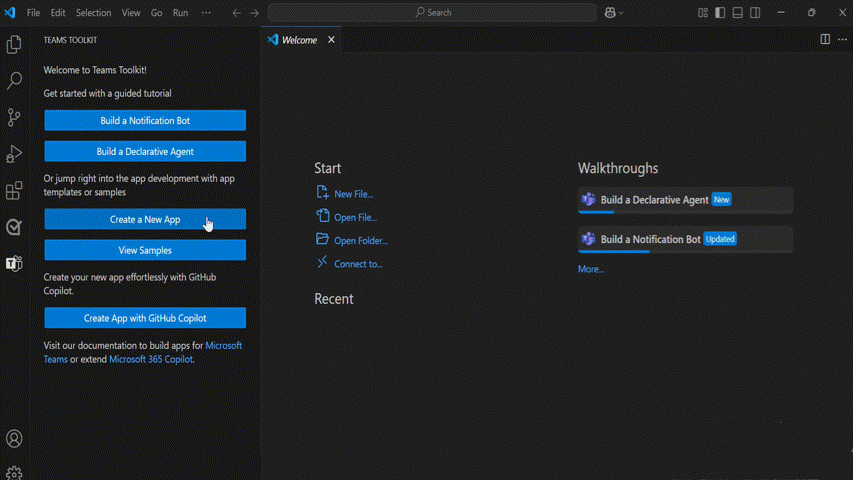 File Edit Selection View Go Run ···
Search
TEAMS TOOLKIT
Welcome to Teams Toolkit!
Get started with a guided tutorial
Build a Notification Bot
Build a Declarative Agent
Or jump right into the app development with app
templates or samples
Create a New App
View Samples
Create your new app effortlessly with GitHub
Copilot.
Create App with GitHub Copilot
Visit our documentation to build apps for Microsoft
Teams or extend Microsoft 365 Copilot.
Welcome
Start
New File...
Open File...
Open Folder...
Connect to...
Recent
Walkthroughs
Build a Declarative Agent New
Build a Notification Bot Updated
More...